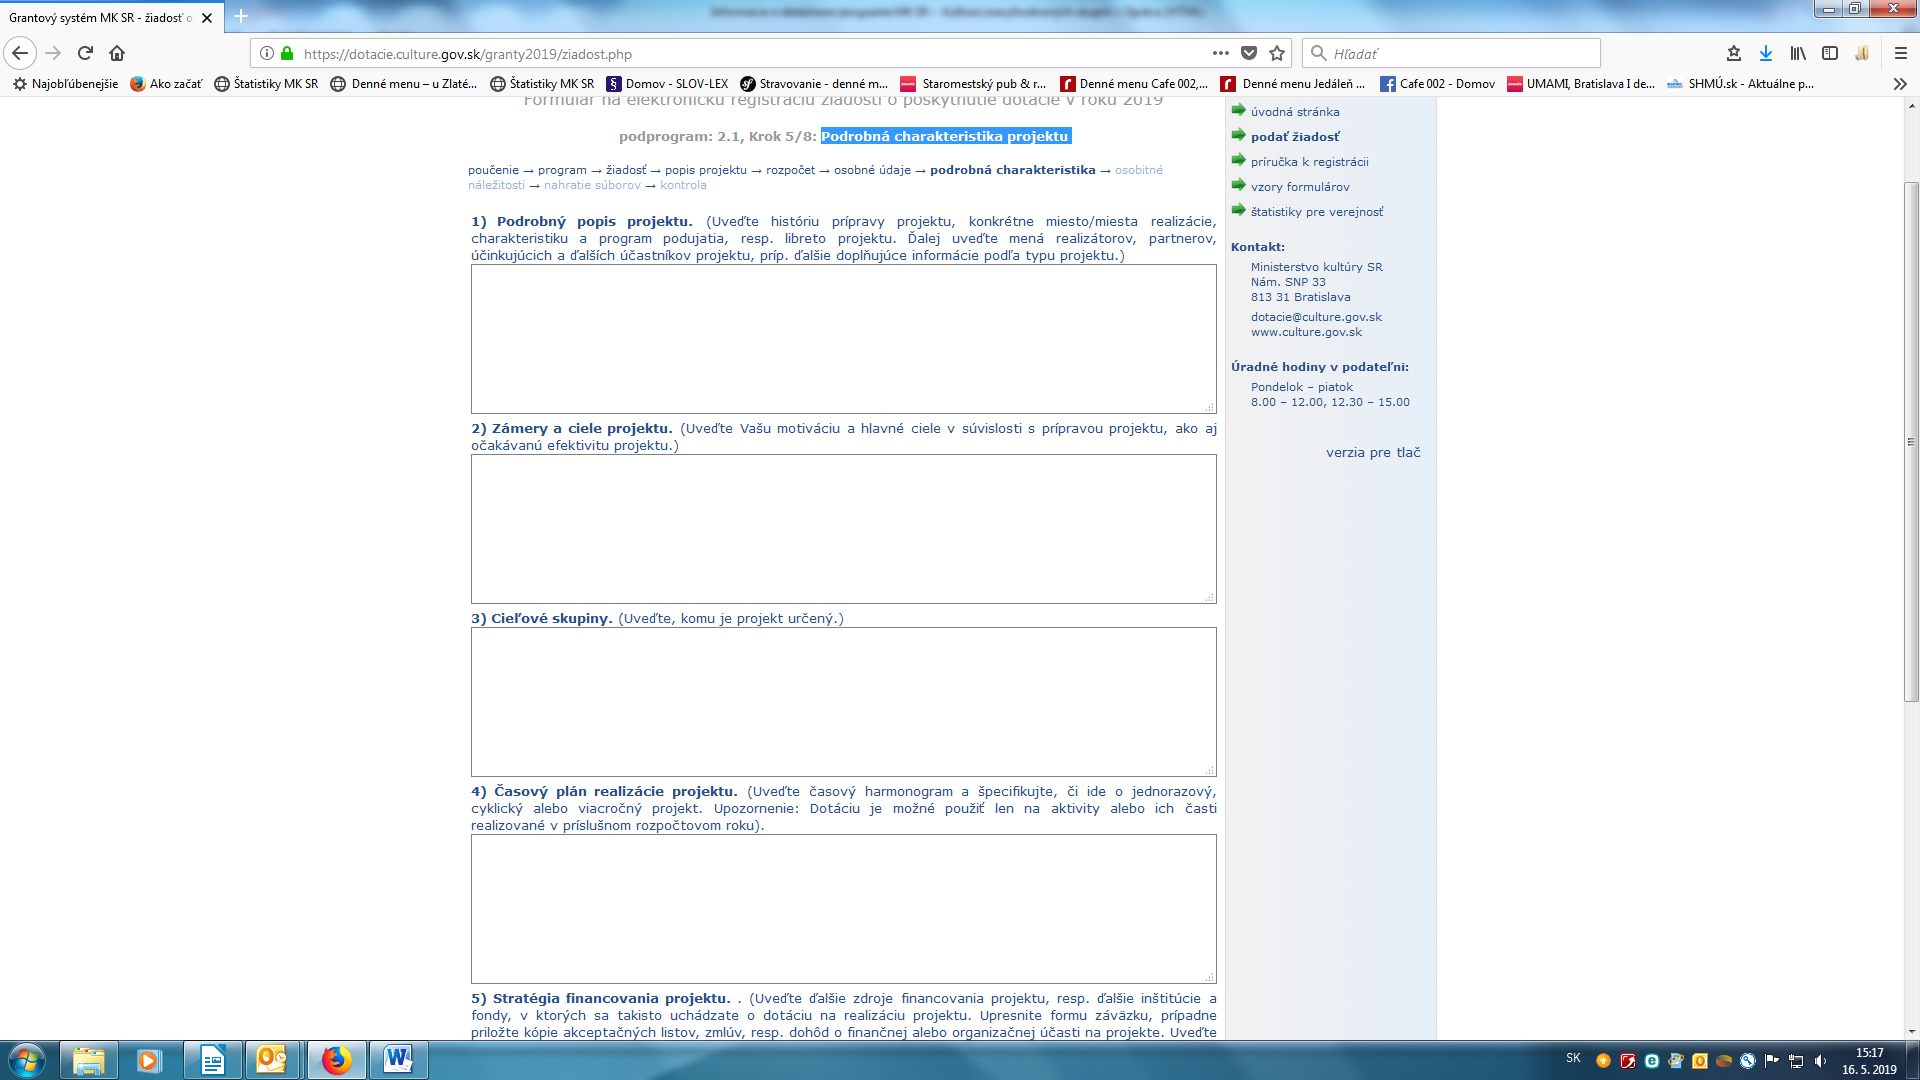 Grantový systém MK SR - žiadosť o
https://dotacie.culture.gov.sk/granty2019/ziadost.php
Hľadať
Najobľúbenejšie
Ako začať
Štatistiky MK SR
Denné menu – u Zlaté...
Štatistiky MK SR
Domov - SLOV-LEX
Stravovanie - denné m...
Staromestský pub & r...
Denné menu Cafe 002,...
Denné menu Jedáleň ...
Cafe 002 - Domov
UMAMI, Bratislava I de...
SHMÚ.sk - Aktuálne p...
Formulár na elektronickú registráciu žiadosti o poskytnutie dotácie v roku 2019
podprogram: 2.1, Krok 5/8: Podrobná charakteristika projektu
poučenie → program → žiadosť → popis projektu → rozpočet → osobné údaje → podrobná charakteristika → osobitné
náležitosti → nahratie súborov → kontrola
1) Podrobný popis projektu. (Uveďte históriu prípravy projektu, konkrétne miesto/miesta realizácie,
charakteristiku a program podujatia, resp. libreto projektu. Ďalej uveďte mená realizátorov, partnerov,
účinkujúcich a ďalších účastníkov projektu, príp. ďalšie doplňujúce informácie podľa typu projektu.)
2) Zámery a ciele projektu. (Uveďte Vašu motiváciu a hlavné ciele v súvislosti s prípravou projektu, ako aj
očakávanú efektivitu projektu.)
3) Cieľové skupiny. (Uveďte, komu je projekt určený.)
4) Časový plán realizácie projektu. (Uveďte časový harmonogram a špecifikujte, či ide o jednorazový,
cyklický alebo viacročný projekt. Upozornenie: Dotáciu je možné použiť len na aktivity alebo ich časti
realizované v príslušnom rozpočtovom roku).
5) Stratégia financovania projektu. . (Uveďte ďalšie zdroje financovania projektu, resp. ďalšie inštitúcie a
fondy, v ktorých sa takisto uchádzate o dotáciu na realizáciu projektu. Upresnite formu záväzku, prípadne
priložte kópie akceptačných listov, zmlúv, resp. dohôd o finančnej alebo organizačnej účasti na projekte. Uveďte
úvodná stránka
podať žiadosť
príručka k registrácii
vzory formulárov
štatistiky pre verejnosť
Kontakt:
Ministerstvo kultúry SR
Nám. SNP 33
813 31 Bratislava
dotacie@culture.gov.sk
www.culture.gov.sk
Úradné hodiny v podateľni:
Pondelok – piatok
8.00 – 12.00, 12.30 – 15.00
verzia pre tlač
SK
15:17
16. 5. 2019